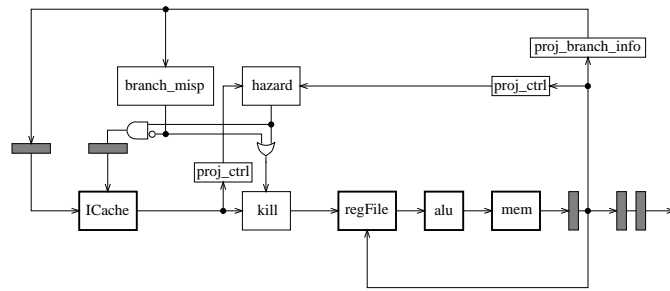 proj_branch_info
branch_misp
hazard
proj_ctrl
proj_ctrl
ICache
kill
regFile
alu
mem